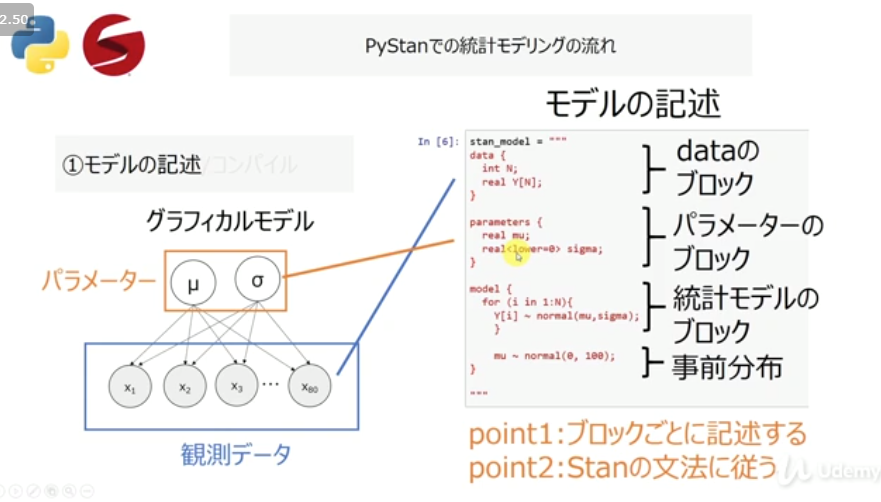 2.50
PyStanでの統計モデリングの流れ
モデルの記述
①モデルの記述/コンパイル
グラフィカルモデル
パラメーター
μ
σ
x1
x2
x3
…
x80
観測データ
In [6]:
stan_model = """
data {
int N;
real Y[N];
}
parameters {
real mu;
real<lower=0> sigma;
}
model {
for (i in 1:N){
Y[i] ~ normal(mu,sigma);
}
mu ~ normal(0, 100);
}
"""
dataの
ブロック
パラメーターの
ブロック
統計モデルの
ブロック
事前分布
point1:ブロックごとに記述する
point2:Stanの文法に従う
Udemy